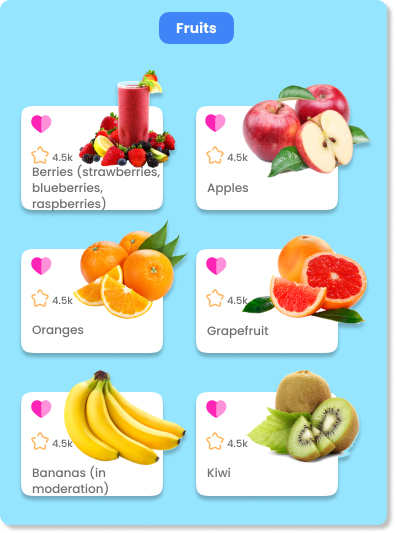 Fruits
4.5k
Berries (strawberries,
blueberries,
raspberries)
4.5k
Apples
4.5k
Oranges
4.5k
Grapefruit
4.5k
Bananas (in
moderation)
4.5k
Kiwi